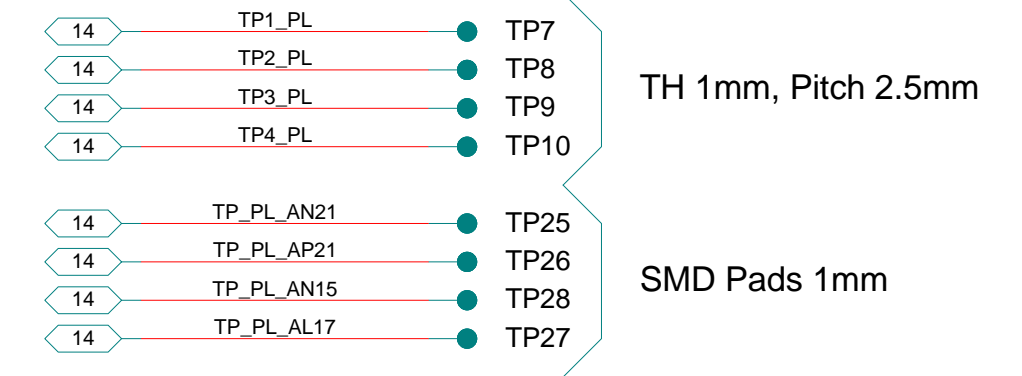 14 TP1_PL TP7
14 TP2_PL TP8
14 TP3_PL TP9
14 TP4_PL TP10
TH 1mm, Pitch 2.5mm
14 TP_PL_AN21 TP25
14 TP_PL_AP21 TP26
14 TP_PL_AN15 TP28
14 TP_PL_AL17 TP27
SMD Pads 1mm